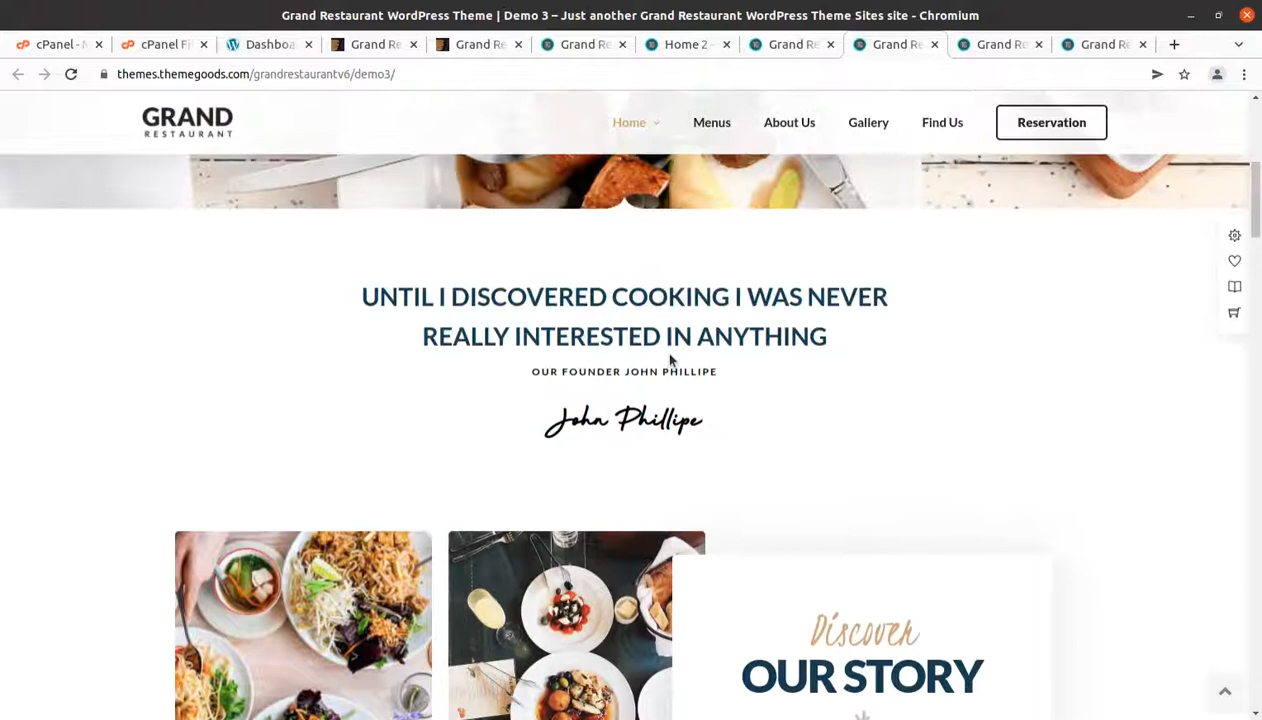 Grand Restaurant WordPress Theme | Demo 3 – Just another Grand Restaurant WordPress Theme Sites site - Chromium
cPanel - M
cPanel Fi
Dashboa
Grand Re
Grand Re
Grand Re
Home 2 -
Grand Re
Grand Re
Grand Re
Grand Re
themes.themegoods.com/grandrestaurantv6/demo3/
GRAND
RESTAURANT
Home
Menus
About Us
Gallery
Find Us
Reservation
UNTIL I DISCOVERED COOKING I WAS NEVER
REALLY INTERESTED IN ANYTHING
OUR FOUNDER JOHN PHILLIPE
John Phillipe
Discover
OUR STORY